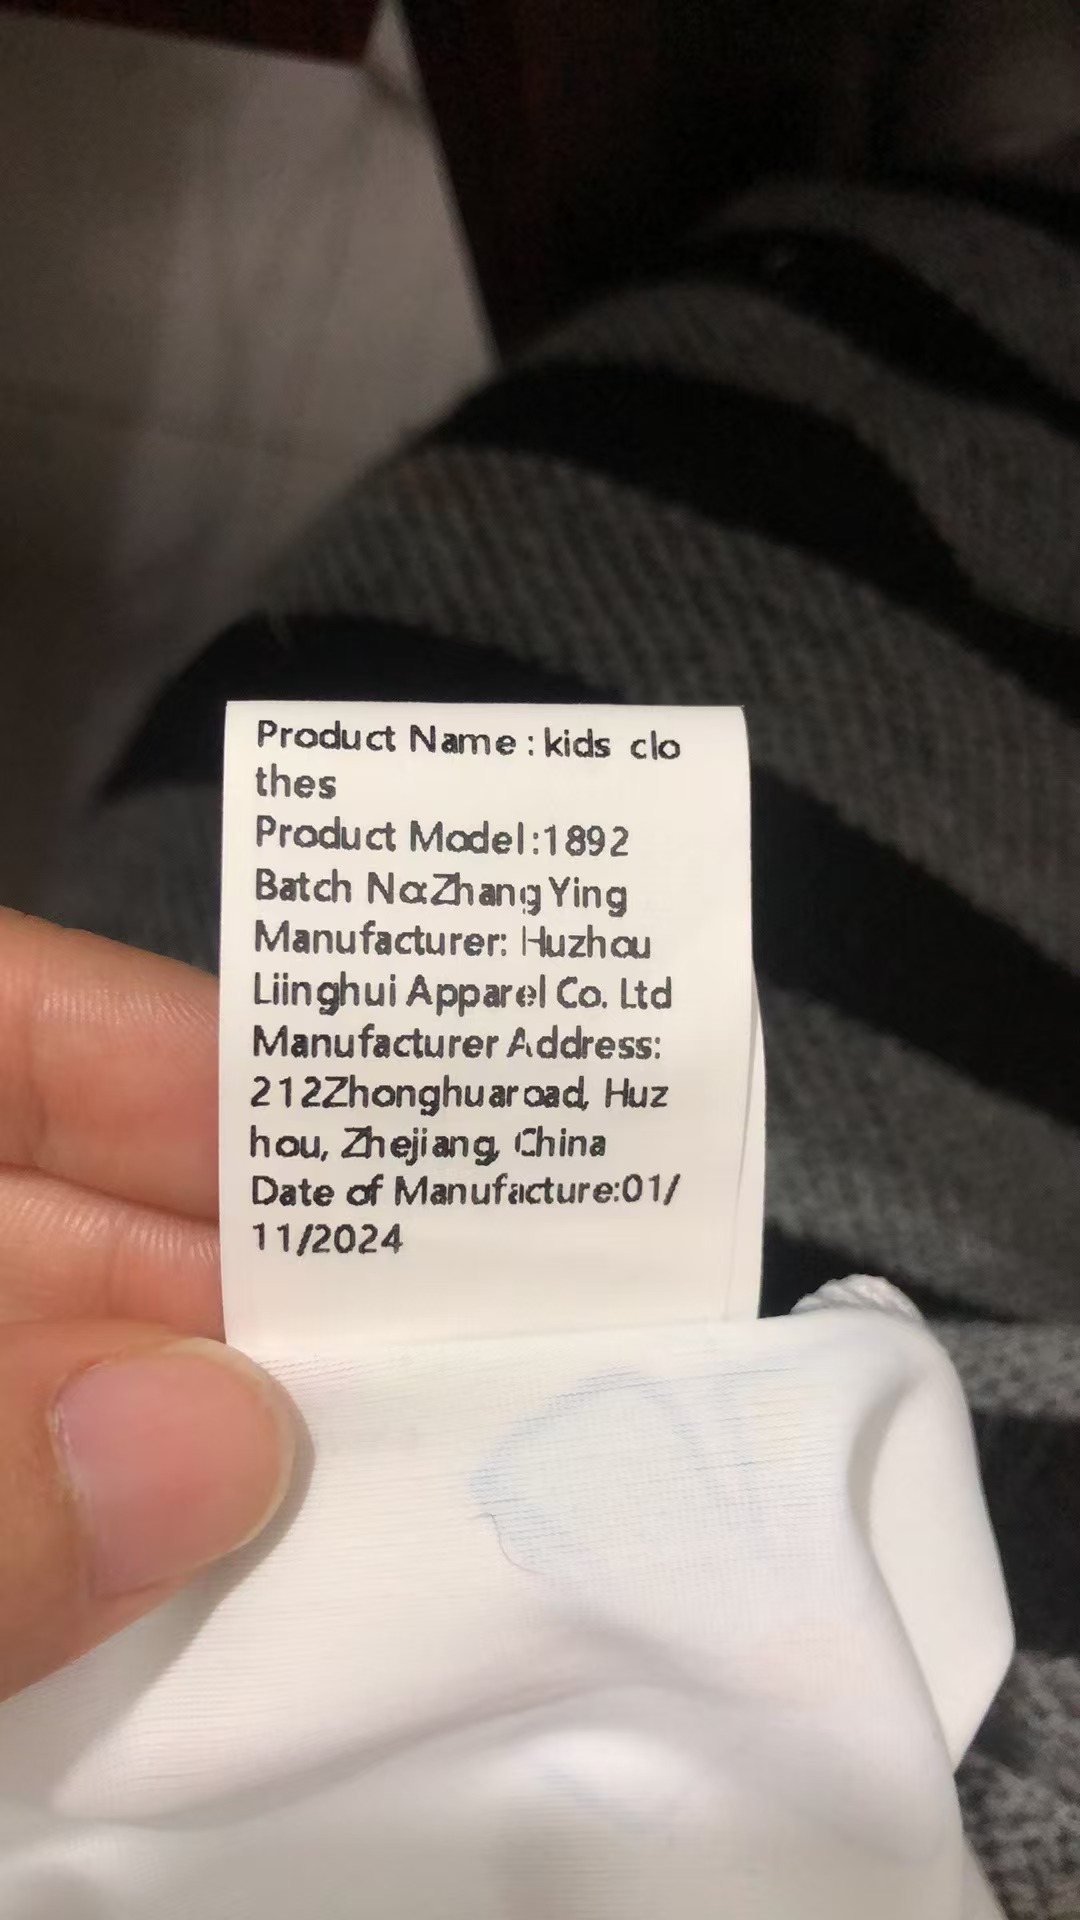 Product Name : kids clo
thes
Product Model:1892
Batch No:Zhang Ying
Manufacturer: Huzhou
Liinghui Apparel Co. Ltd
Manufacturer Address:
212Zhonghuaroad, Huz
hou, Zhejiang, China
Date of Manufacture:01/
11/2024